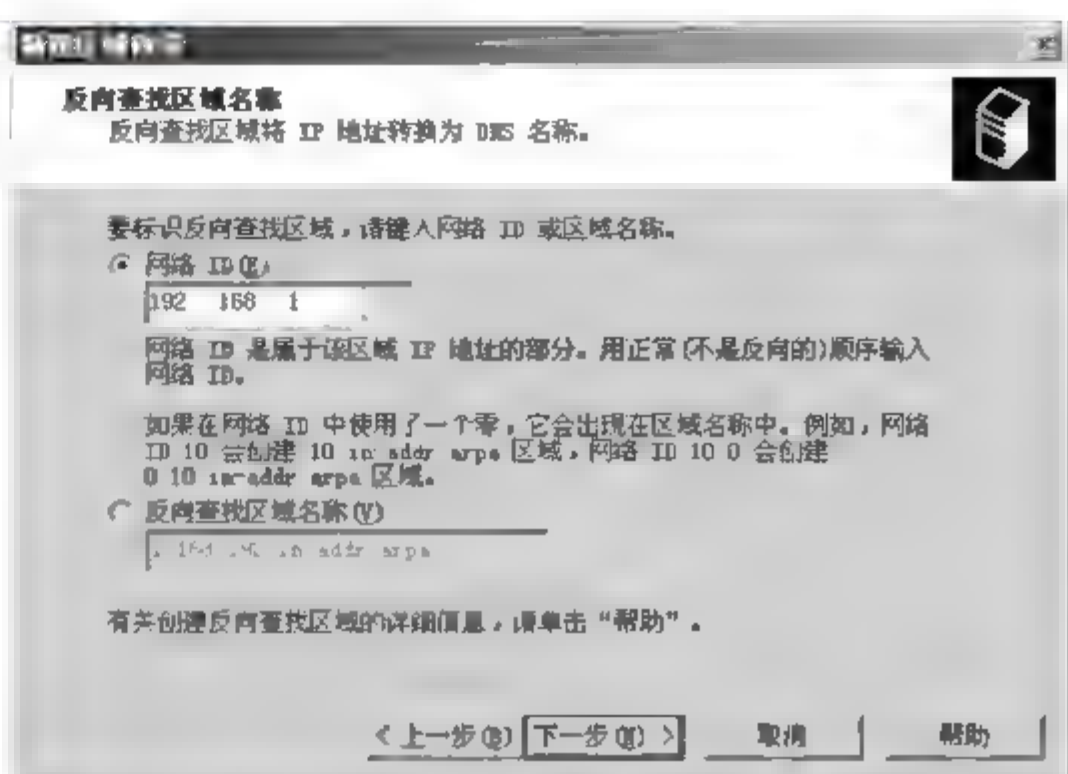 反向查找区域名称
反向查找区域将 IP 地址转换为 DNS 名称。
要标识反向查找区域，请键入网络 ID 或区域名称。
网络 ID(E)
192 168 1
网络 ID 是属于该区域 IP 地址的部分。用正常(不是反向的)顺序输入
网络 ID。
如果在网络 ID 中使用了一个零，它会出现在区域名称中。例如，网络
ID 10 会创建 10 in-addr arpa 区域，网络 ID 10 0 会创建
0 10 in-addr arpa 区域。
反向查找区域名称(V)
in addr arpa
有关创建反向查找区域的详细信息，请单击“帮助”。
< 上一步(B)
下一步(N) >
取消
帮助